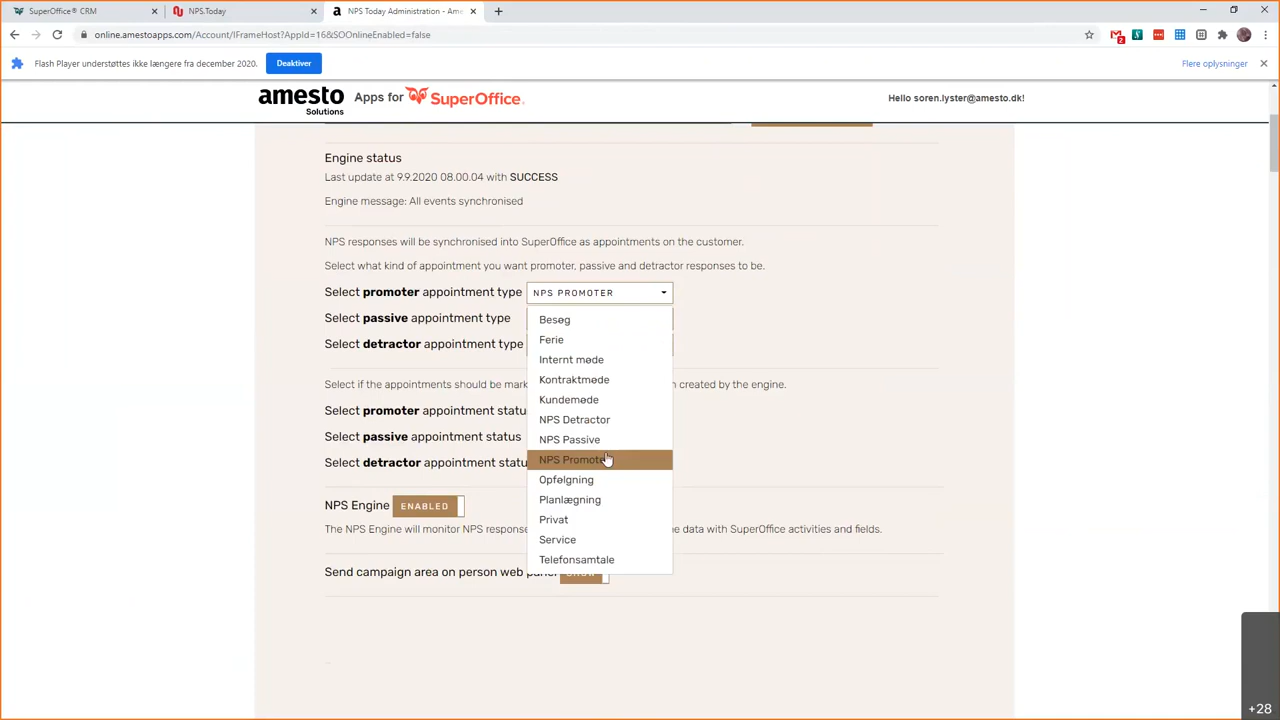 SuperOffice® CRM
NPS.Today
NPS Today Administration - Ame
online.amestoapps.com/Account/IFrameHost?AppId=16&SOOnlineEnabled=false
2
Flash Player understøttes ikke længere fra december 2020.
Deaktiver
Flere oplysninger
amesto
Solutions
Apps for
SuperOffice.
Hello soren.lyster@amesto.dk!
Engine status
Last update at 9.9.2020 08.00.04 with SUCCESS
Engine message: All events synchronised
NPS responses will be synchronised into SuperOffice as appointments on the customer.
Select what kind of appointment you want promoter, passive and detractor responses to be.
Select promoter appointment type
NPS PROMOTER
Select passive appointment type
Select detractor appointment type
Besøg
Ferie
Internt møde
Kontraktmøde
Kundemøde
NPS Detractor
NPS Passive
NPS Promoter
Opfølgning
Planlægning
Privat
Service
Telefonsamtale
Select if the appointments should be mark
n created by the engine.
Select promoter appointment statu
Select passive appointment status
Select detractor appointment statu
NPS Engine
ENABLED
The NPS Engine will monitor NPS response
e data with SuperOffice activities and fields.
Send campaign area on person web pane
+28